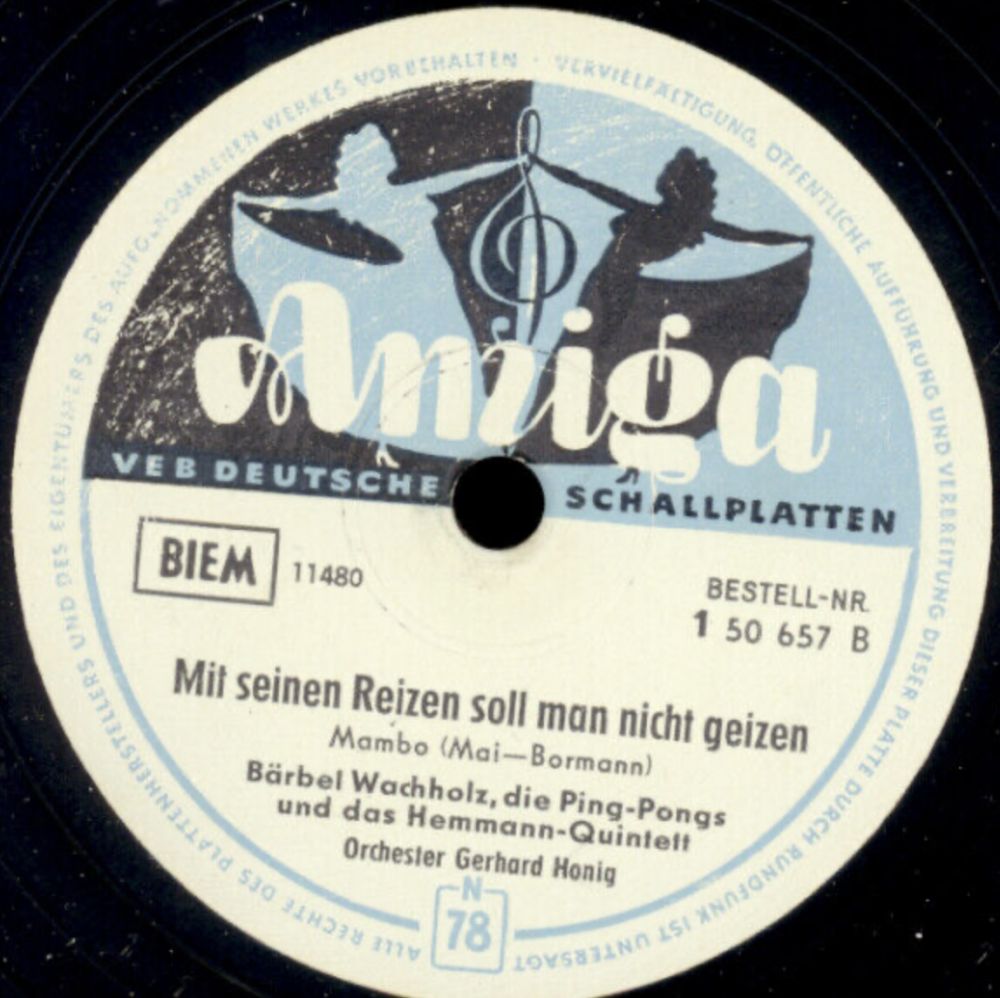 ALLE RECHTE DES PLATTENHERSTELLERS UND DES EIGENTÜMERS DES AUFGENOMMENEN WERKES VORBEHALTEN · VERVIELFÄLTIGUNG, ÖFFENTLICHE AUFFÜHRUNG UND VERBREITUNG DIESER PLATTE DURCH RUNDFUNK IST UNTERSAGT
Amiga
VEB DEUTSCHE SCHALLPLATTEN
BIEM 11480
BESTELL-NR.
1 50 657 B
Mit seinen Reizen soll man nicht geizen
Mambo (Mai—Bormann)
Bärbel Wachholz, die Ping-Pongs
und das Hemmann-Quintett
Orchester Gerhard Honig
N
78